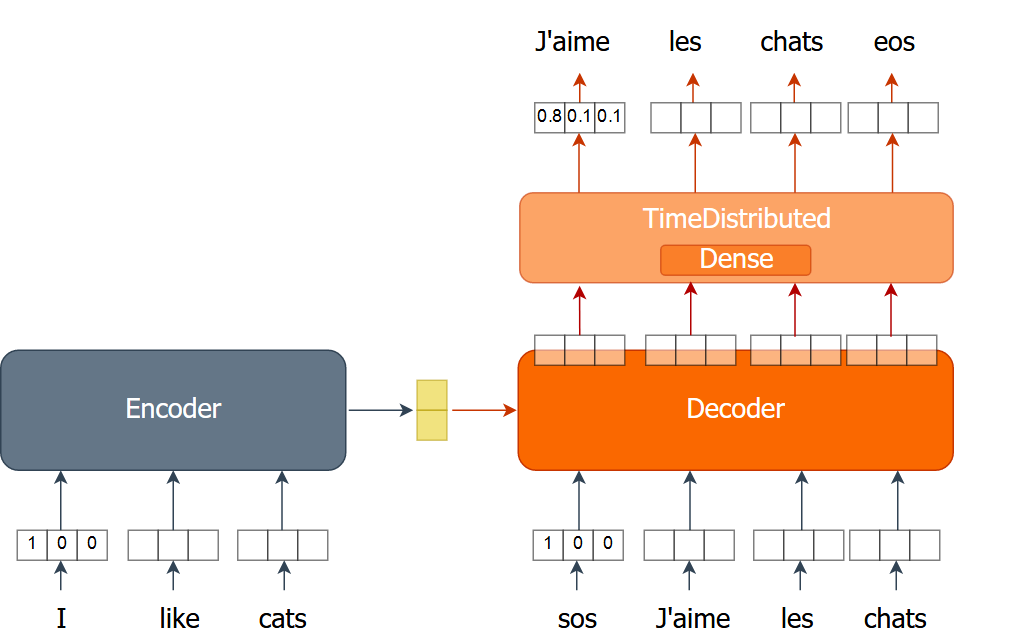 J'aime les chats eos
0.8 0.1 0.1
TimeDistributed
Dense
Encoder
Decoder
1 0 0
1 0 0
I like cats
sos J'aime les chats